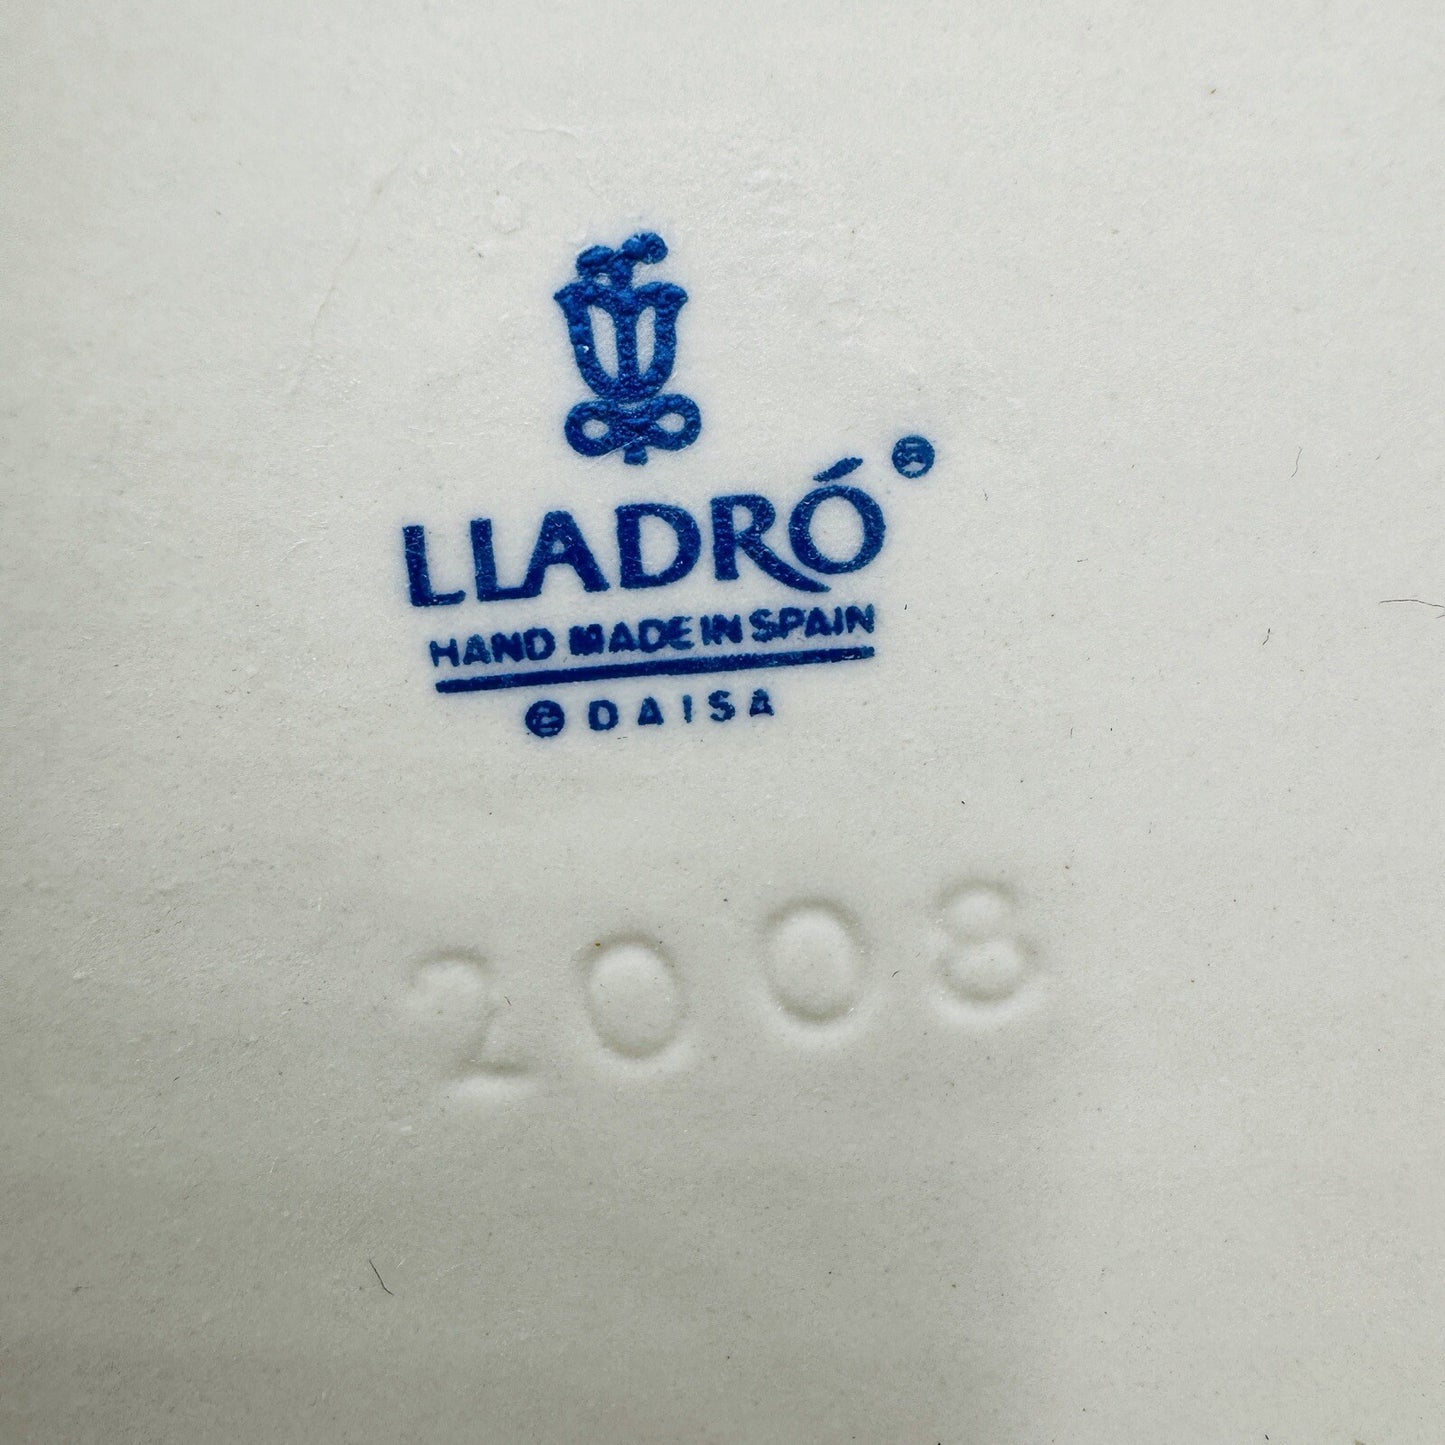 LLADRÓ®
HAND MADE IN SPAIN
© DAISA
2008